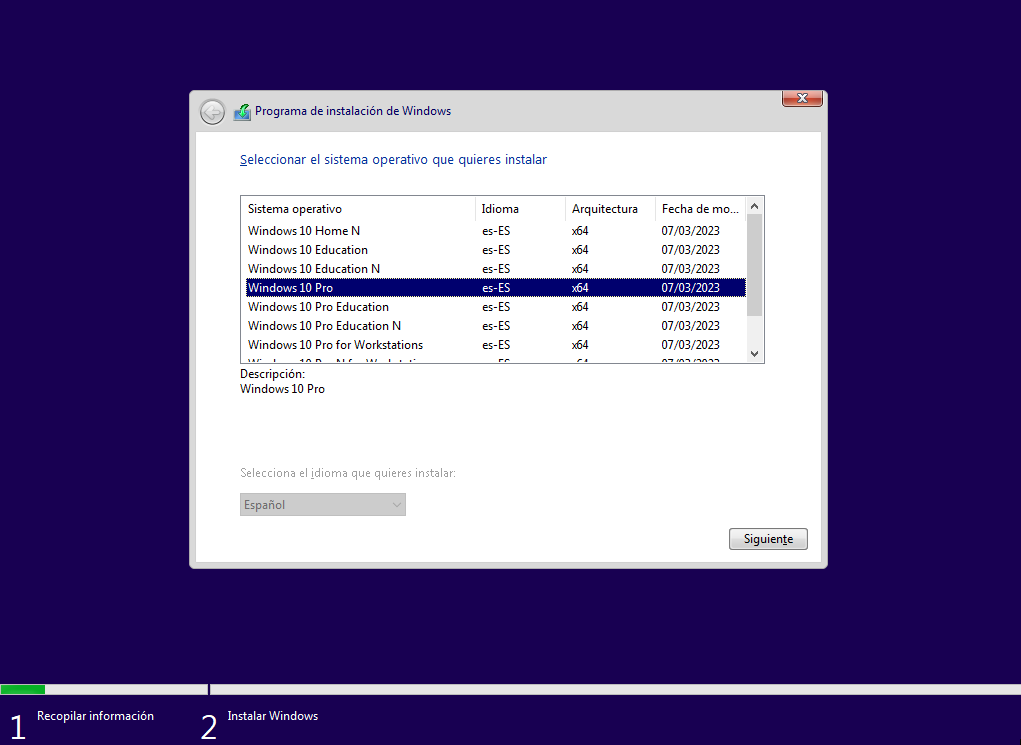 Programa de instalación de Windows
Seleccionar el sistema operativo que quieres instalar
Sistema operativo Idioma Arquitectura Fecha de mo...
Windows 10 Home N es-ES x64 07/03/2023
Windows 10 Education es-ES x64 07/03/2023
Windows 10 Education N es-ES x64 07/03/2023
Windows 10 Pro es-ES x64 07/03/2023
Windows 10 Pro Education es-ES x64 07/03/2023
Windows 10 Pro Education N es-ES x64 07/03/2023
Windows 10 Pro for Workstations es-ES x64 07/03/2023
Descripción:
Windows 10 Pro
Selecciona el idioma que quieres instalar:
Español
Siguiente
1 Recopilar información 2 Instalar Windows